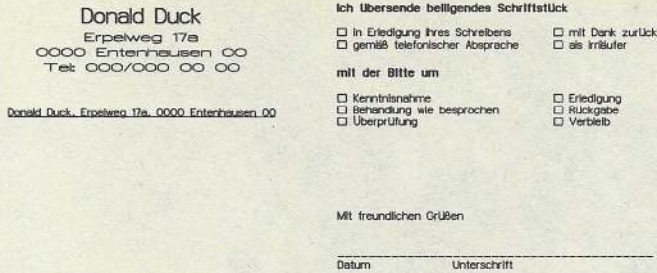 Donald Duck
Erpelweg 17a
0000 Entenhausen 00
Tel: 000/000 00 00
Donald Duck, Erpelweg 17a, 0000 Entenhausen 00
Ich übersende beiliegendes Schriftstück
□ in Erledigung Ihres Schreibens □ mit Dank zurück
□ gemäß telefonischer Absprache □ als Irrläufer
mit der Bitte um
□ Kenntnisnahme □ Erledigung
□ Behandlung wie besprochen □ Rückgabe
□ Überprüfung □ Verbleib
Mit freundlichen Grüßen
Datum Unterschrift